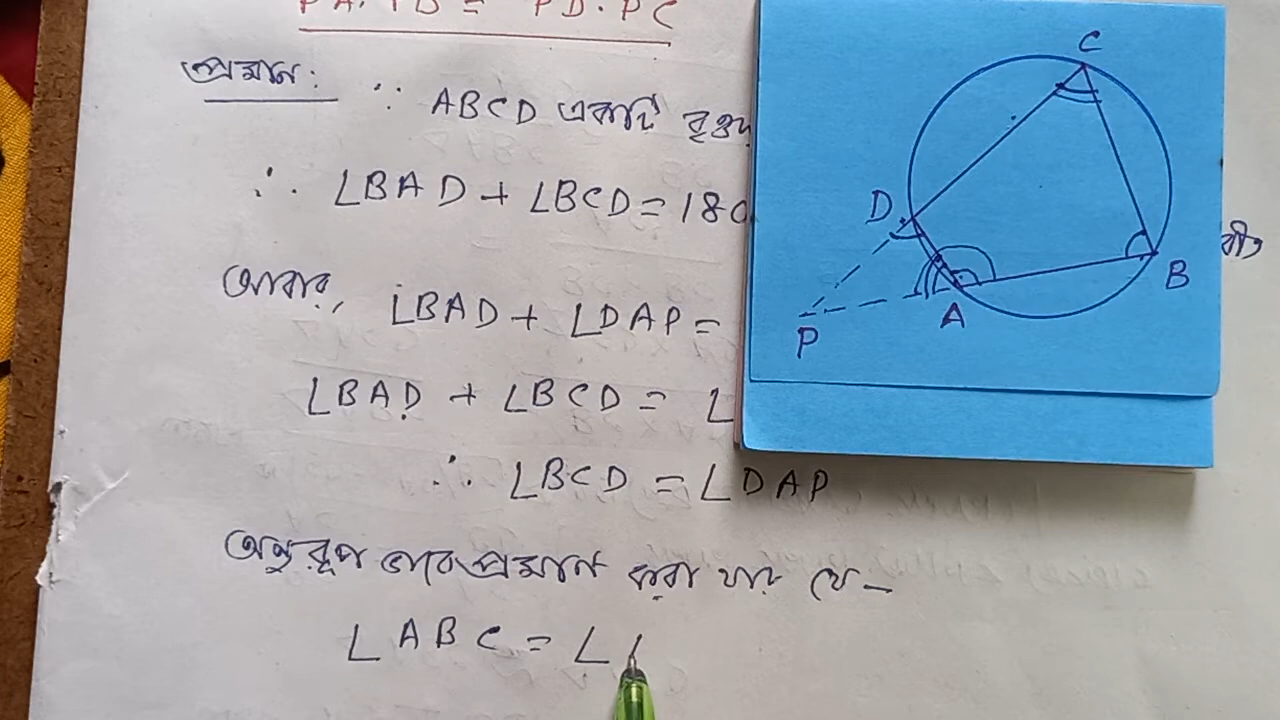 PA.PB = PD.PC
প্রমান: ∵ ABCD একটি বৃত্তস্
∴ ∠BAD + ∠BCD = 180
আবার, ∠BAD + ∠DAP =
∠BAD + ∠BCD = ∠
∴ ∠BCD = ∠DAP
অনুরূপ ভাবে প্রমান করা যায় যে—
∠ABC = ∠
C
D
B
A
P